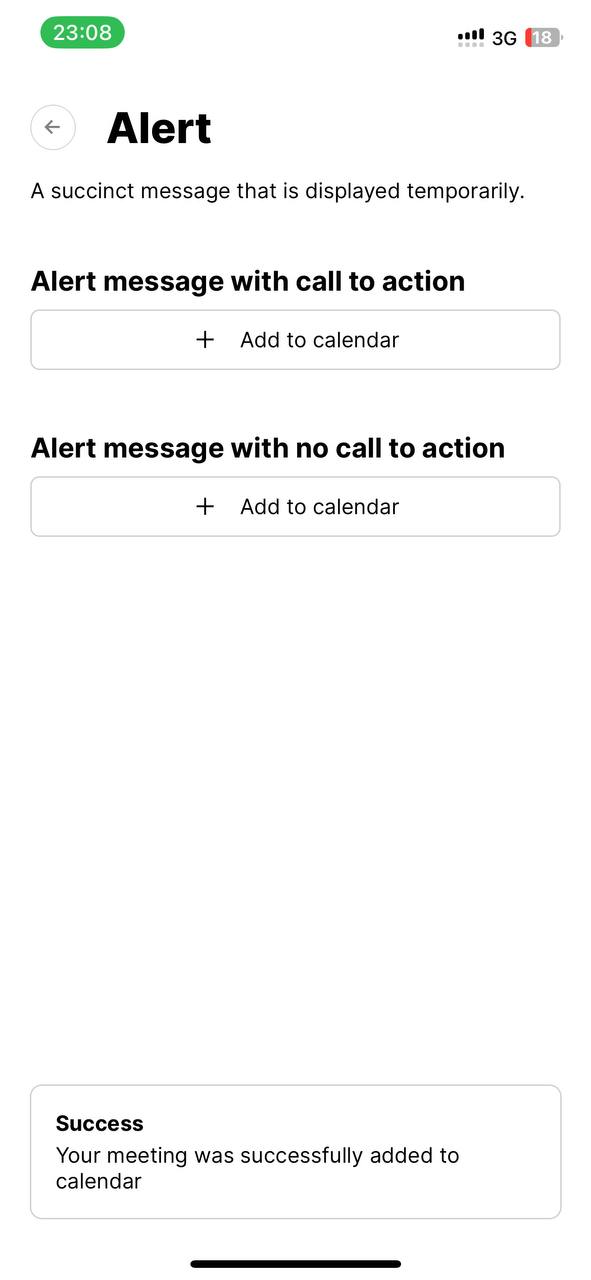 23:08
3G 18
Alert
A succinct message that is displayed temporarily.
Alert message with call to action
+ Add to calendar
Alert message with no call to action
+ Add to calendar
Success
Your meeting was successfully added to
calendar